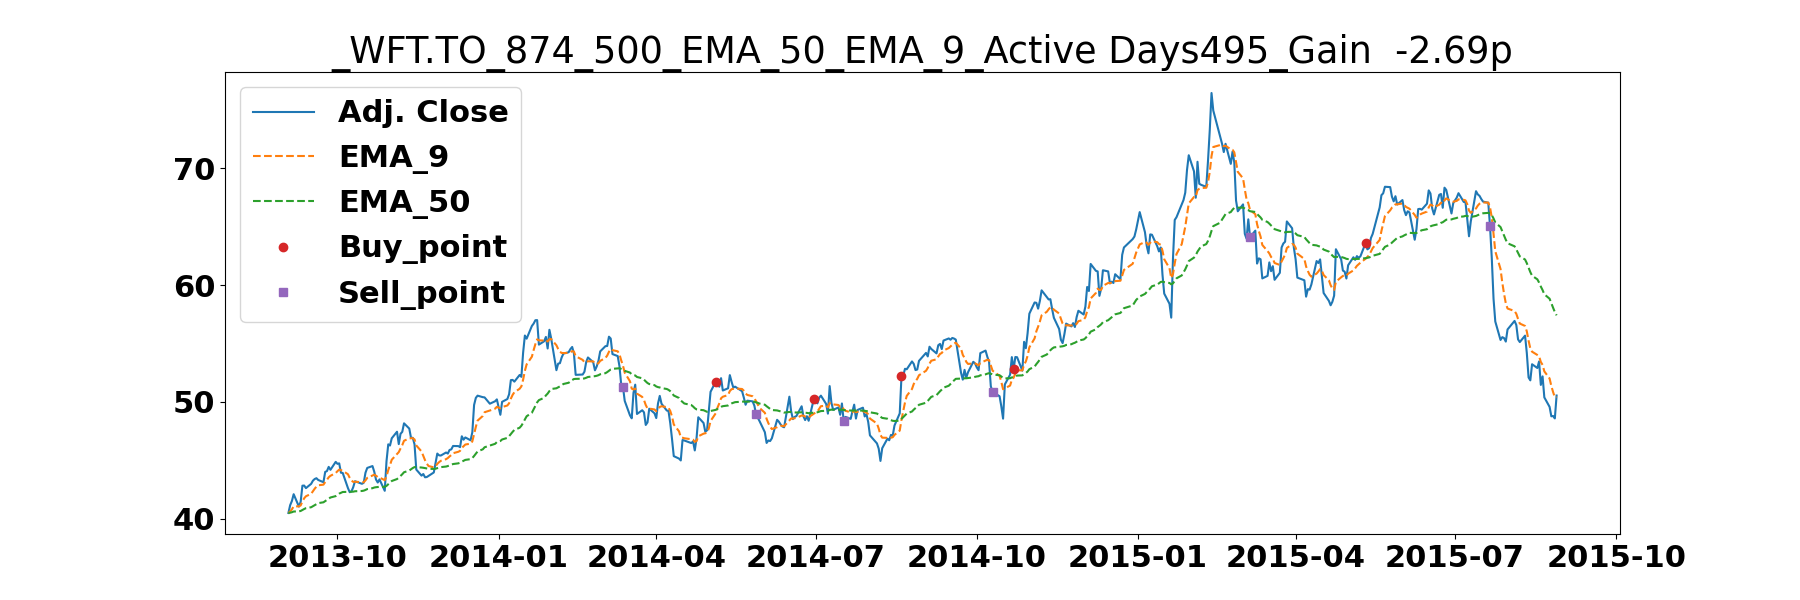 _WFT.TO_874_500_EMA_50_EMA_9_Active Days495_Gain  -2.69p
Adj. Close
EMA_9
EMA_50
Buy_point
Sell_point
70
60
50
40
2013-10 2014-01 2014-04 2014-07 2014-10 2015-01 2015-04 2015-07 2015-10